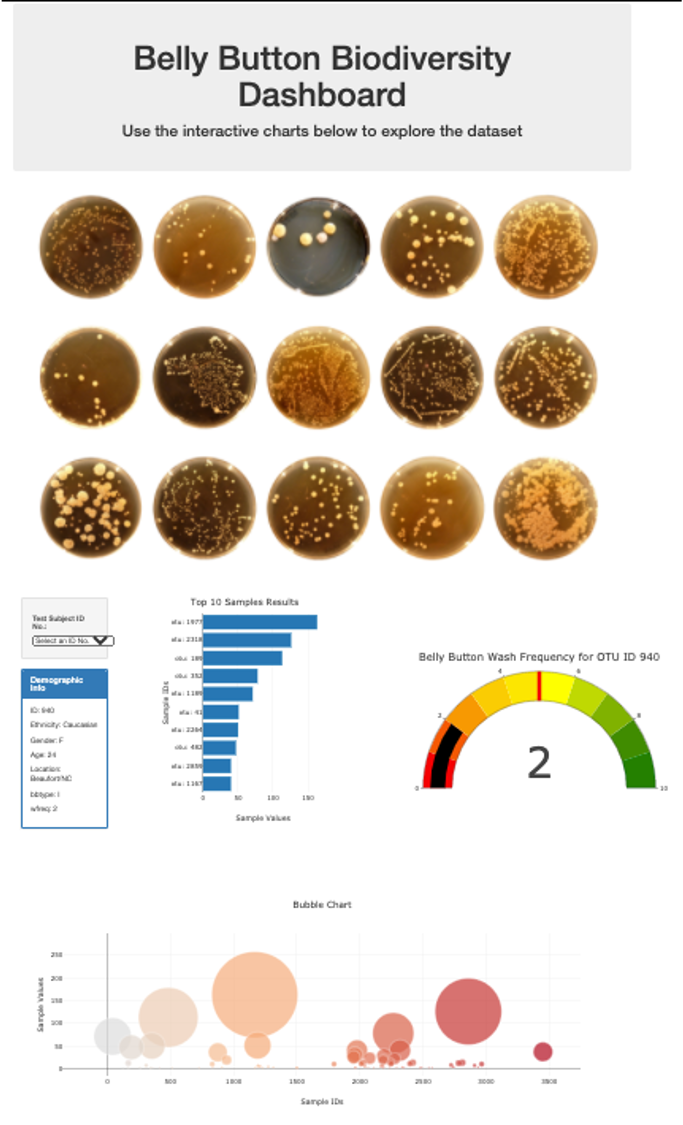 Belly Button Biodiversity
Dashboard
Use the interactive charts below to explore the dataset
Test Subject ID
No.:
Select an ID No.
Demographic
Info
ID: 940
Ethnicity: Caucasian
Gender: F
Age: 24
Location:
Beaufort/NC
bbtype: I
wfreq: 2
Top 10 Samples Results
Sample IDs
otu: 1977
otu: 2318
otu: 352
otu: 1189
otu: 41
otu: 2264
otu: 482
otu: 2859
otu: 1167
0 50 100 150
Sample Values
Belly Button Wash Frequency for OTU ID 940
0 2 4 6 8 10
2
Bubble Chart
Sample Values
250
200
150
100
50
0
0 500 1000 1500 2000 2500 3000 3500
Sample IDs